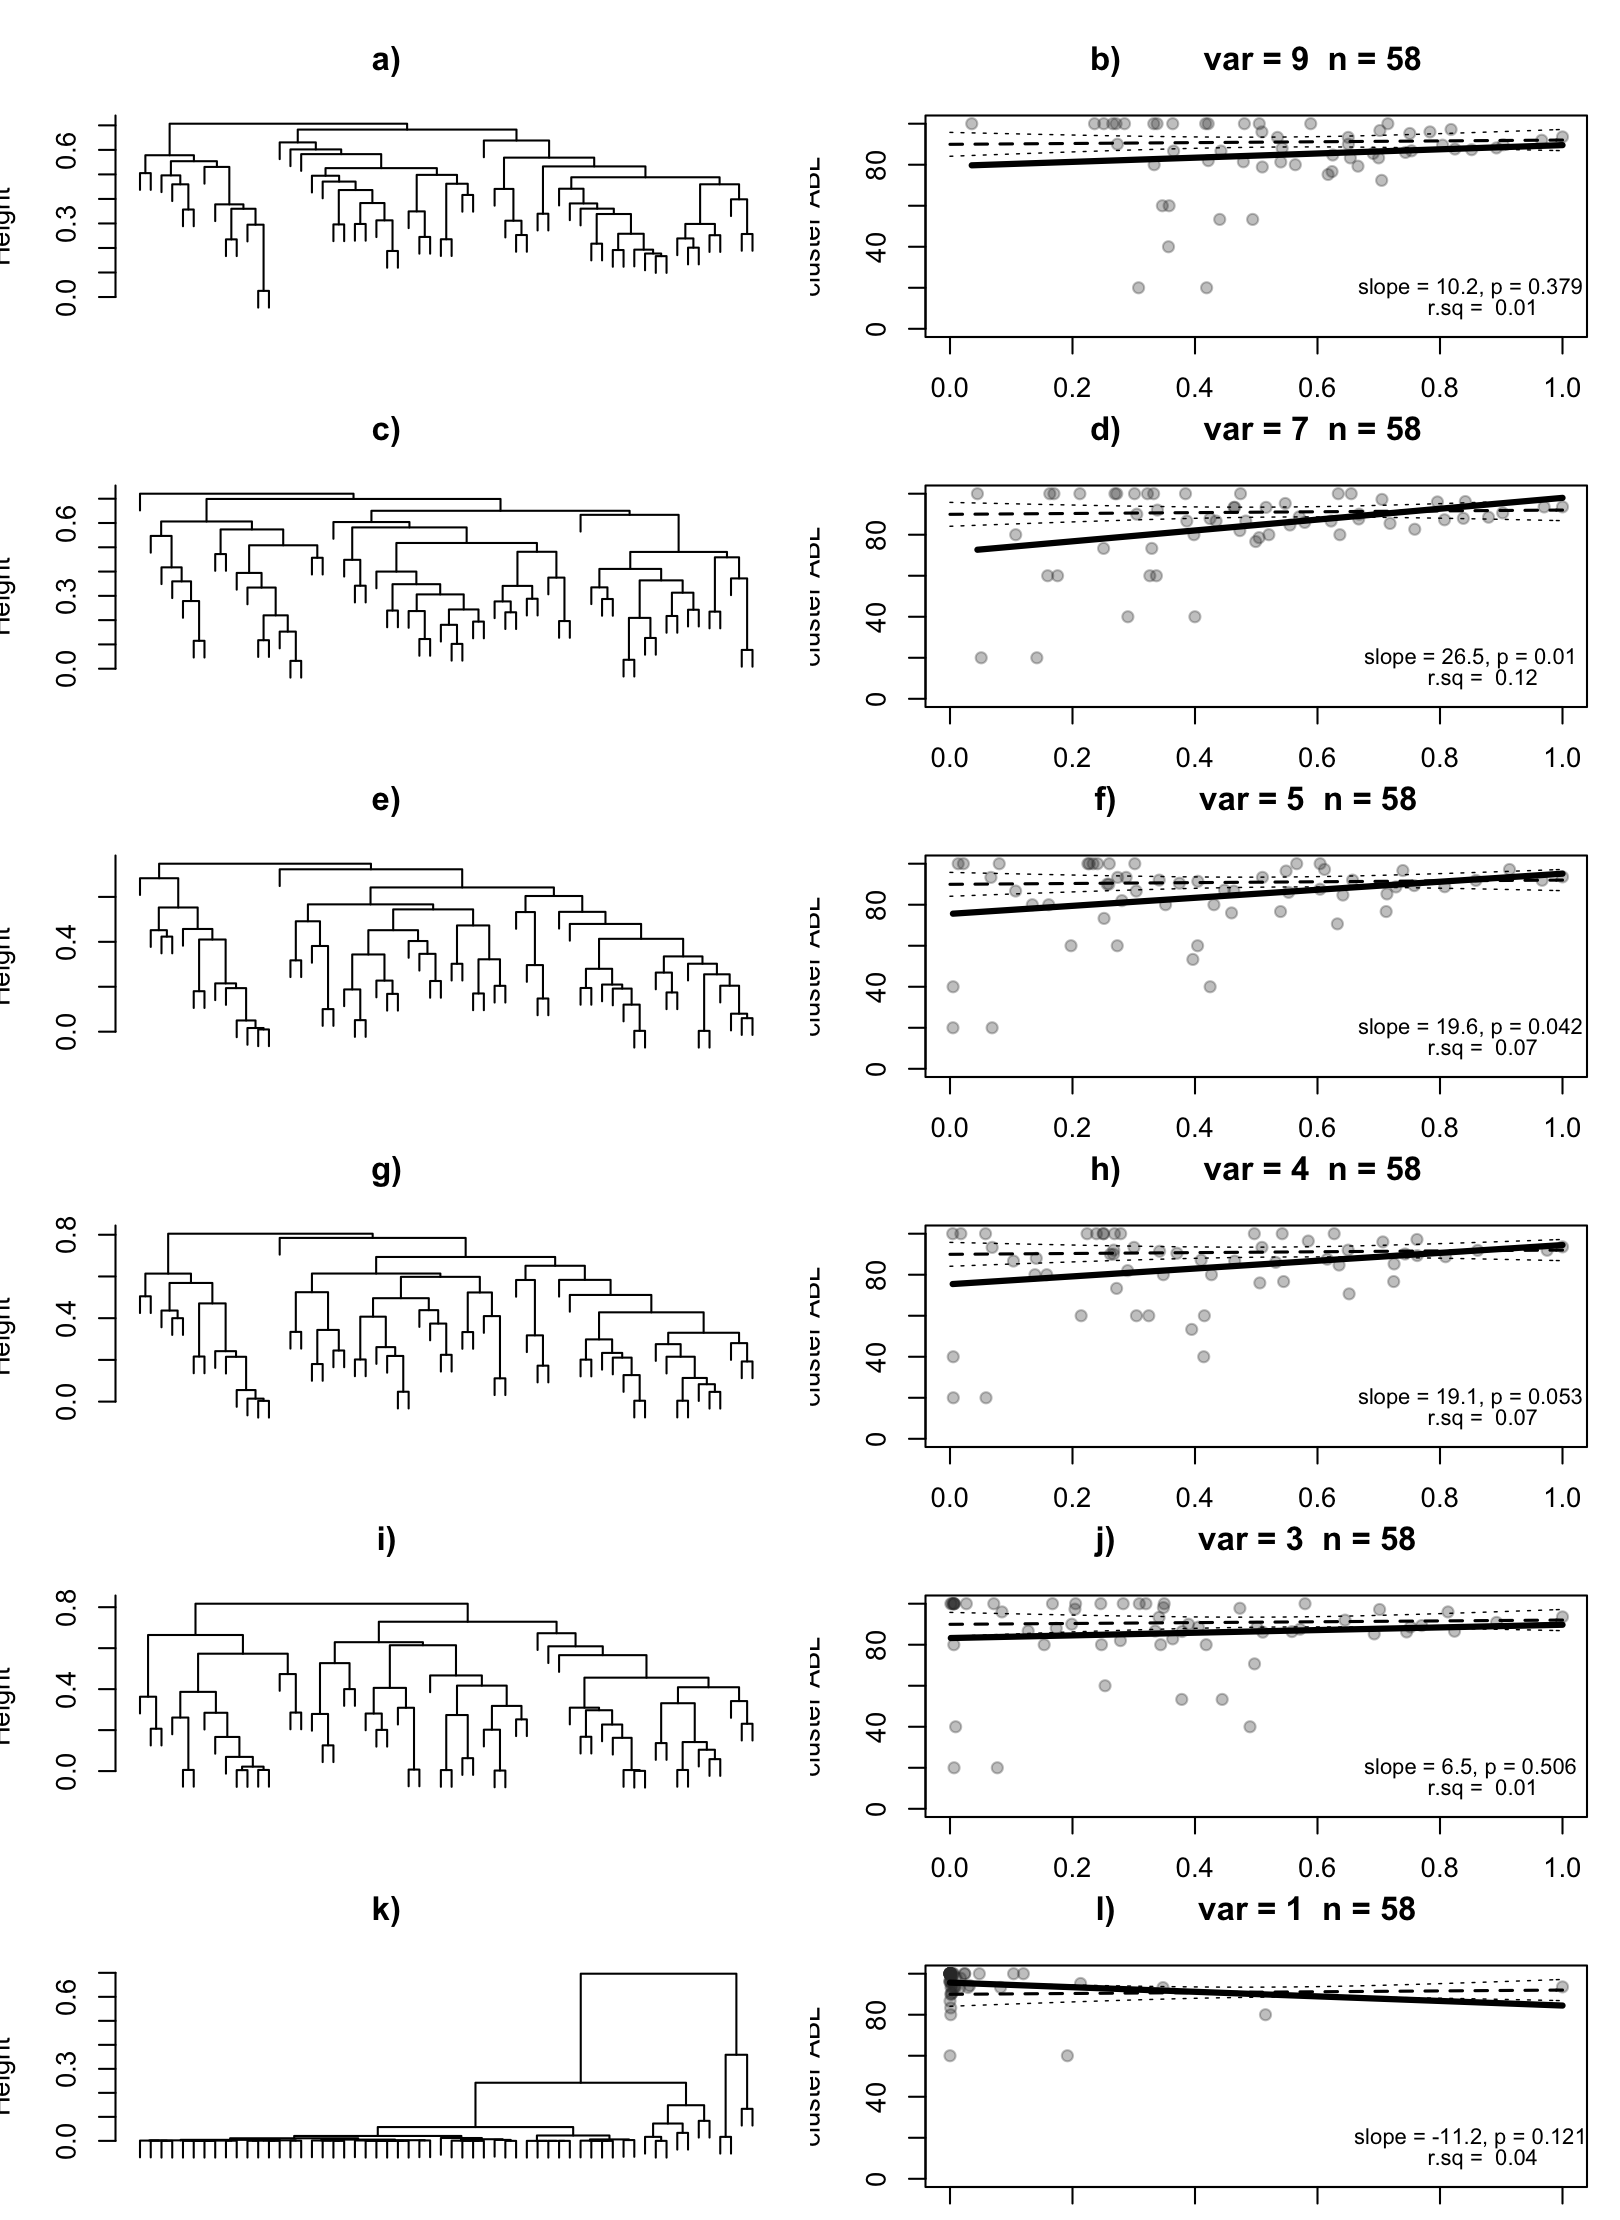 a)
b) var = 9 n = 58
0.0 0.3 0.6
0 40 80
slope = 10.2, p = 0.379
r.sq = 0.01
0.0 0.2 0.4 0.6 0.8 1.0
c)
d) var = 7 n = 58
0.0 0.3 0.6
0 40 80
slope = 26.5, p = 0.01
r.sq = 0.12
0.0 0.2 0.4 0.6 0.8 1.0
e)
f) var = 5 n = 58
0.0 0.4
0 40 80
slope = 19.6, p = 0.042
r.sq = 0.07
0.0 0.2 0.4 0.6 0.8 1.0
g)
h) var = 4 n = 58
0.0 0.4 0.8
0 40 80
slope = 19.1, p = 0.053
r.sq = 0.07
0.0 0.2 0.4 0.6 0.8 1.0
i)
j) var = 3 n = 58
0.0 0.4 0.8
0 40 80
slope = 6.5, p = 0.506
r.sq = 0.01
0.0 0.2 0.4 0.6 0.8 1.0
k)
l) var = 1 n = 58
0.0 0.3 0.6
0 40 80
slope = -11.2, p = 0.121
r.sq = 0.04